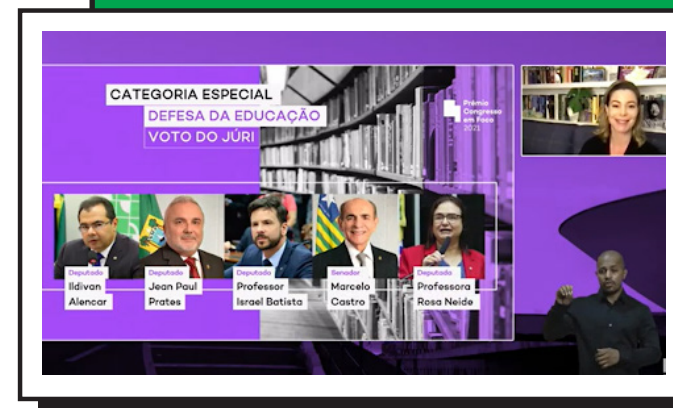 CATEGORIA ESPECIAL
DEFESA DA EDUCAÇÃO
VOTO DO JÚRI
Prêmio
Congresso
em Foco
2021
Deputado
Ildivan
Alencar
Deputado
Jean Paul
Prates
Deputado
Professor
Israel Batista
Senador
Marcelo
Castro
Deputada
Professora
Rosa Neide